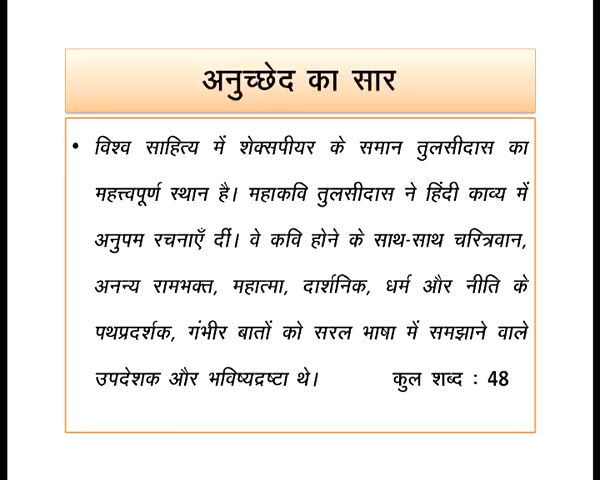 अनुच्छेद का सार
• विश्व साहित्य में शेक्सपीयर के समान तुलसीदास का
महत्त्वपूर्ण स्थान है। महाकवि तुलसीदास ने हिंदी काव्य में
अनुपम रचनाएँ दीं। वे कवि होने के साथ-साथ चरित्रवान,
अनन्य रामभक्त, महात्मा, दार्शनिक, धर्म और नीति के
पथप्रदर्शक, गंभीर बातों को सरल भाषा में समझाने वाले
उपदेशक और भविष्यद्रष्टा थे। कुल शब्द : 48